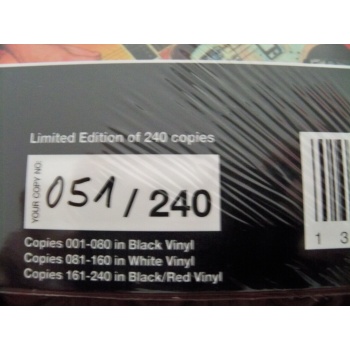 Limited Edition of 240 copies
YOUR COPY NO:
051 / 240
Copies 001-080 in Black Vinyl
Copies 081-160 in White Vinyl
Copies 161-240 in Black/Red Vinyl
1 3